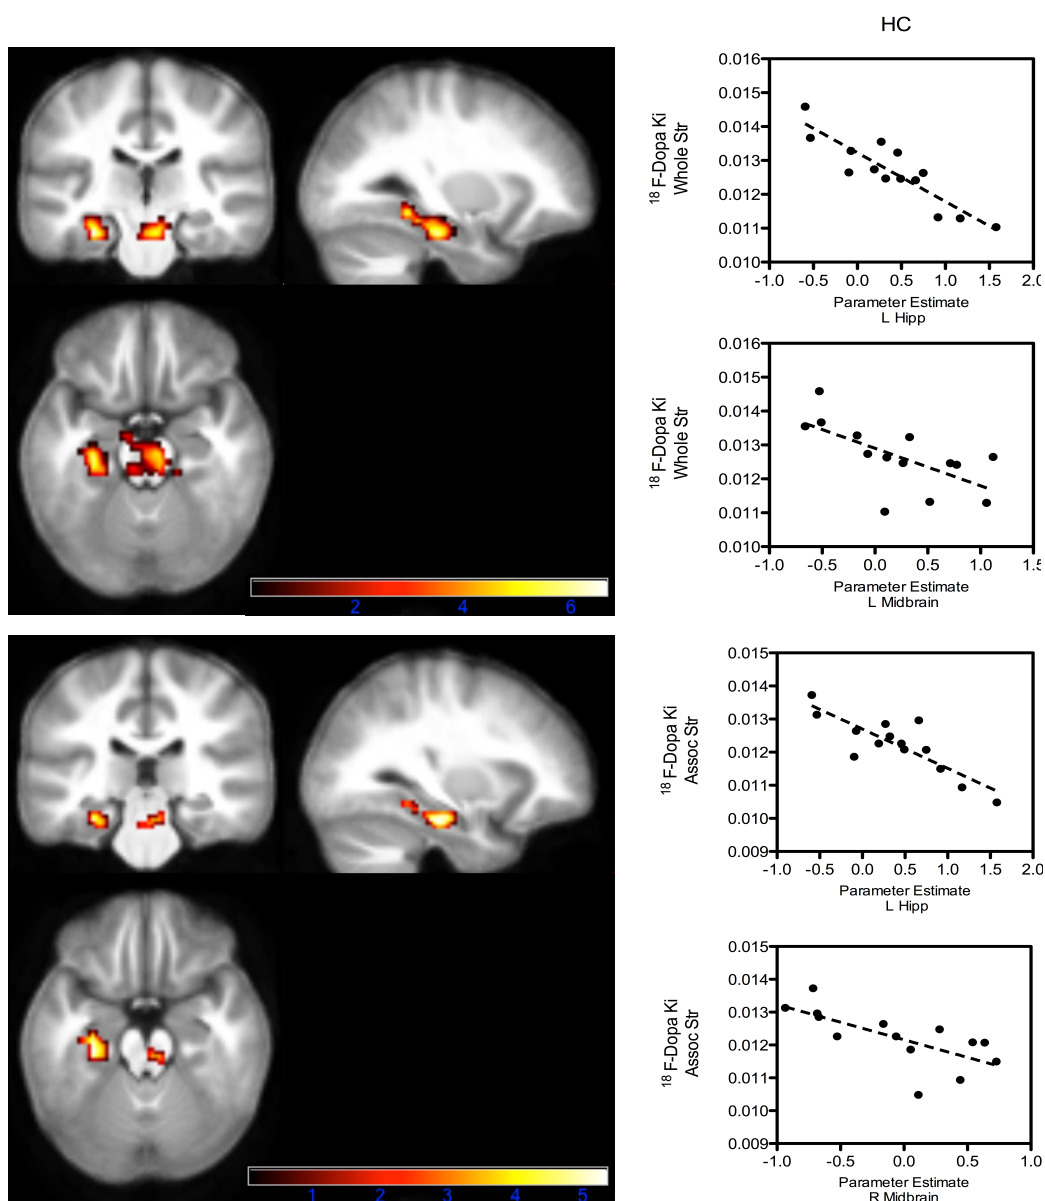 HC
0.016
0.015
0.014
0.013
0.012
0.011
0.010
18F-Dopa Ki
Whole Str
-1.0 -0.5 0.0 0.5 1.0 1.5 2.0
Parameter Estimate
L Hipp
0.016
0.015
0.014
0.013
0.012
0.011
0.010
18F-Dopa Ki
Whole Str
-1.0 -0.5 0.0 0.5 1.0 1.5
Parameter Estimate
L Midbrain
2 4 6
0.015
0.014
0.013
0.012
0.011
0.010
0.009
18F-Dopa Ki
Assoc Str
-1.0 -0.5 0.0 0.5 1.0 1.5 2.0
Parameter Estimate
L Hipp
0.015
0.014
0.013
0.012
0.011
0.010
0.009
18F-Dopa Ki
Assoc Str
-1.0 -0.5 0.0 0.5 1.0
Parameter Estimate
R Midbrain
1 2 3 4 5